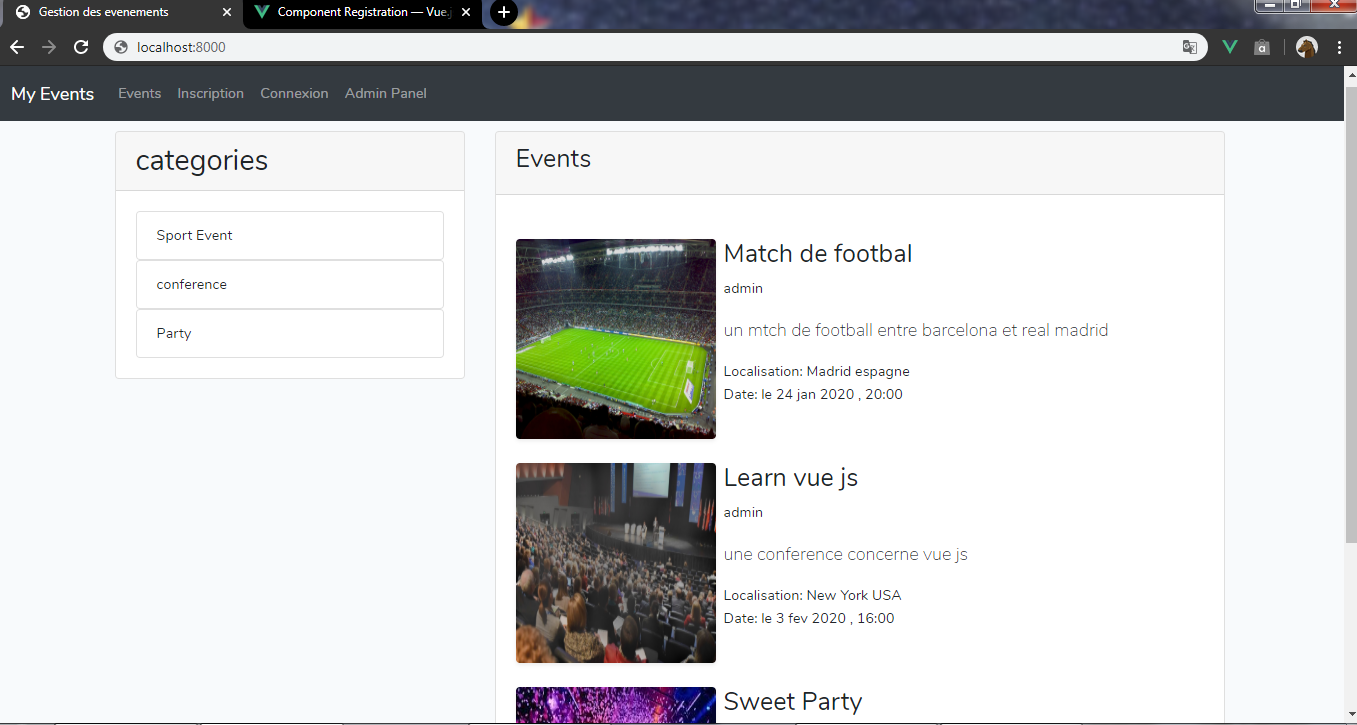 Gestion des evenements
Component Registration — Vue.j
localhost:8000
My Events Events Inscription Connexion Admin Panel
categories
Sport Event
conference
Party
Events
Match de footbal
admin
un mtch de football entre barcelona et real madrid
Localisation: Madrid espagne
Date: le 24 jan 2020 , 20:00
Learn vue js
admin
une conference concerne vue js
Localisation: New York USA
Date: le 3 fev 2020 , 16:00
Sweet Party